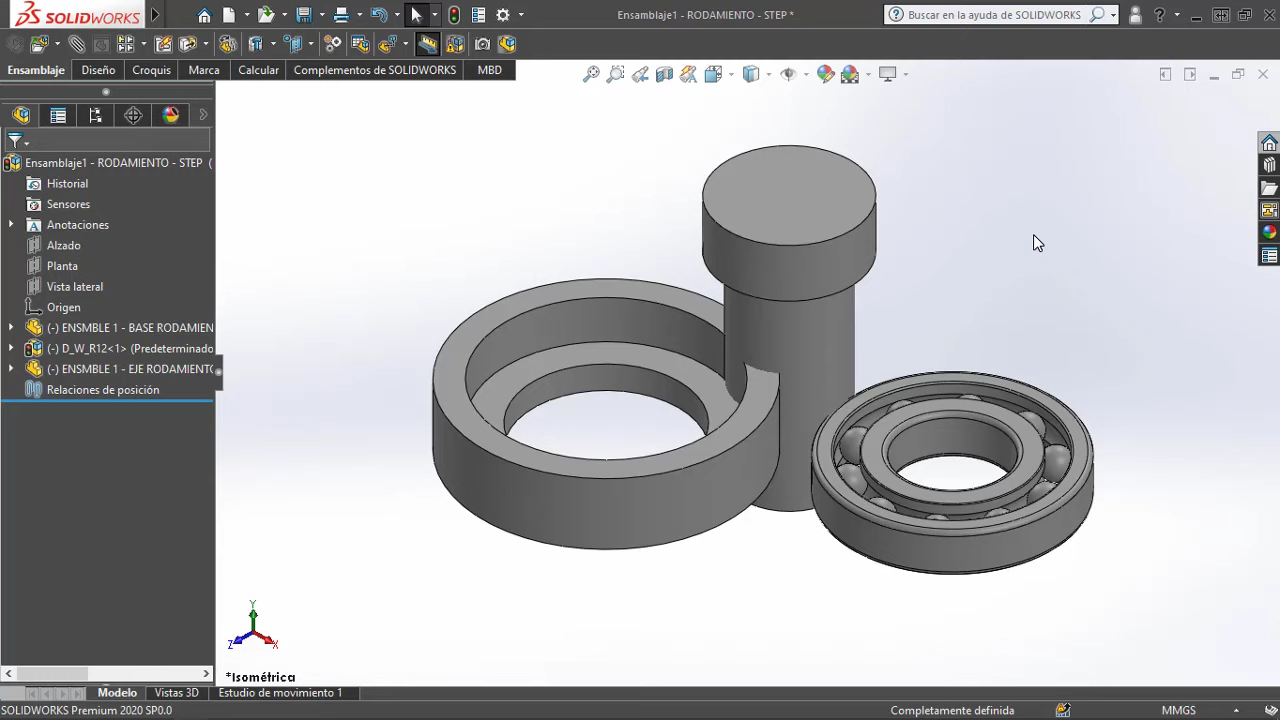 SOLIDWORKS
Ensamblaje1 - RODAMIENTO - STEP *
Buscar en la ayuda de SOLIDWORKS
Ensamblaje
Diseño
Croquis
Marca
Calcular
Complementos de SOLIDWORKS
MBD
Ensamblaje1 - RODAMIENTO - STEP (
Historial
Sensores
Anotaciones
Alzado
Planta
Vista lateral
Origen
(-) ENSMBLE 1 - BASE RODAMIEN
(-) D_W_R12<1> (Predeterminado
(-) ENSMBLE 1 - EJE RODAMIENTO
Relaciones de posición
Y
Z
X
*Isométrica
Modelo
Vistas 3D
Estudio de movimiento 1
SOLIDWORKS Premium 2020 SP0.0
Completamente definida
MMGS